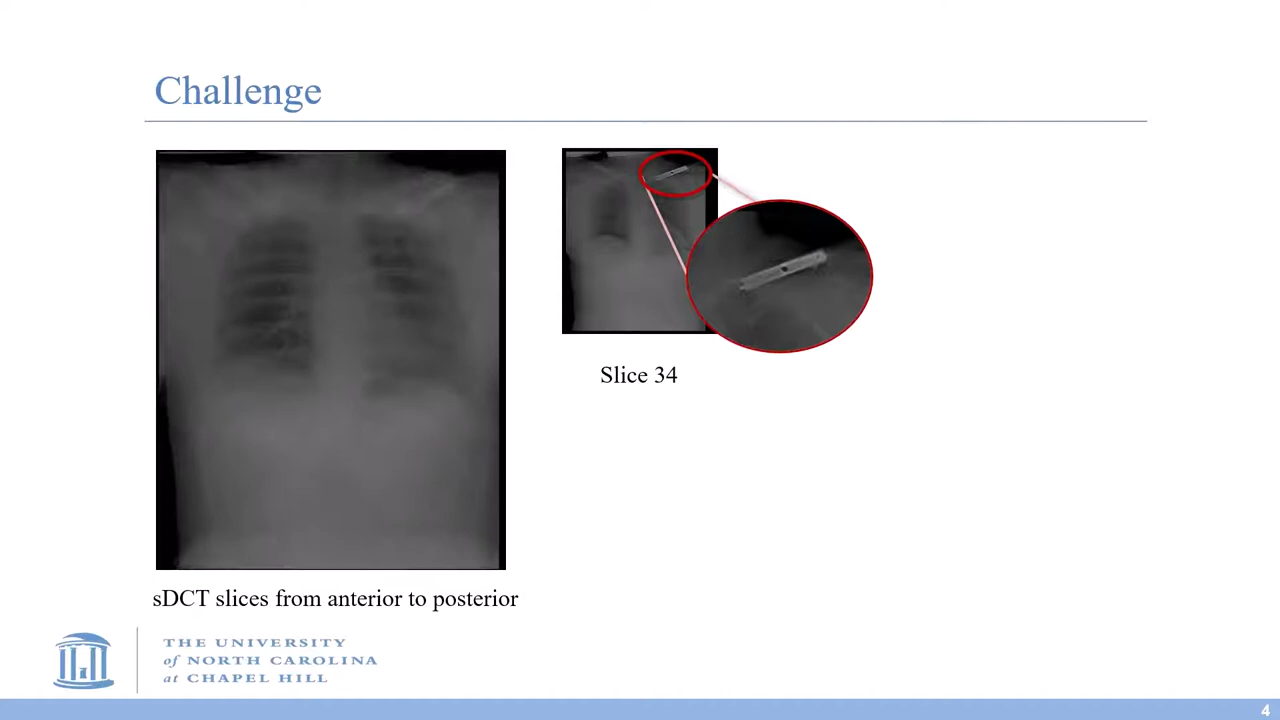 Challenge
Slice 34
sDCT slices from anterior to posterior
THE UNIVERSITY
of NORTH CAROLINA
at CHAPEL HILL
4